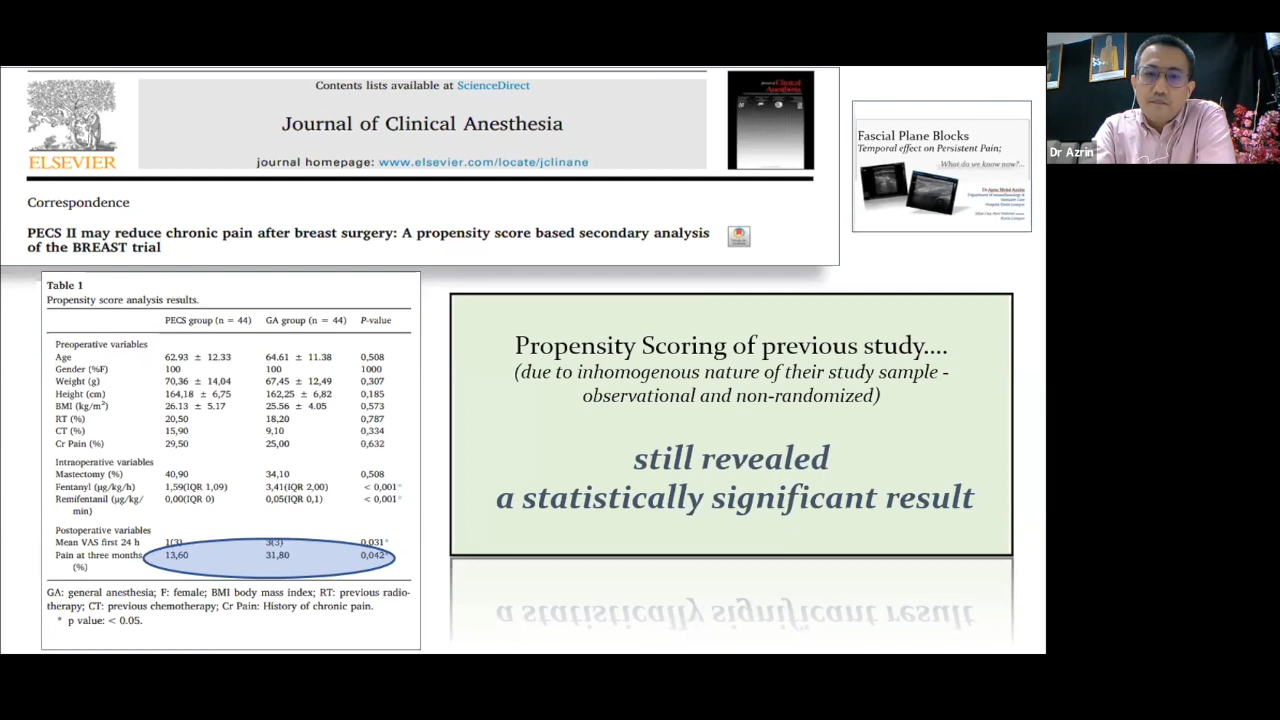 Contents lists available at ScienceDirect
Journal of Clinical Anesthesia
journal homepage: www.elsevier.com/locate/jclinane
ELSEVIER
Correspondence
PECS II may reduce chronic pain after breast surgery: A propensity score based secondary analysis
of the BREAST trial
Fascial Plane Blocks
Temporal effect on Persistent Pain;
What do we know now?...
Dr Azrin
Table 1
Propensity score analysis results.
PECS group (n = 44) GA group (n = 44) P-value
Preoperative variables
Age 62.93 ± 12.33 64.61 ± 11.38 0,508
Gender (%F) 100 100 1000
Weight (g) 70,36 ± 14,04 67,45 ± 12,49 0,307
Height (cm) 164,18 ± 6,75 162,25 ± 6,82 0,185
BMI (kg/m²) 26.13 ± 5.17 25.56 ± 4.05 0,573
RT (%) 20,50 18,20 0,787
CT (%) 15,90 9,10 0,334
Cr Pain (%) 29,50 25,00 0,632
Intraoperative variables
Mastectomy (%) 40,90 34,10 0,508
Fentanyl (μg/kg/h) 1,59(IQR 1,09) 3,41(IQR 2,00) < 0,001*
Remifentanil (μg/kg/ 0,00(IQR 0) 0,05(IQR 0,1) < 0,001*
min)
Postoperative variables
Mean VAS first 24 h 1(3) 3(3) 0,031*
Pain at three months 13,60 31,80 0,042*
(%)
GA: general anesthesia; F: female; BMI body mass index; RT: previous radio-
therapy; CT: previous chemotherapy; Cr Pain: History of chronic pain.
* p value: < 0.05.
Propensity Scoring of previous study....
(due to inhomogenous nature of their study sample -
observational and non-randomized)
still revealed
a statistically significant result